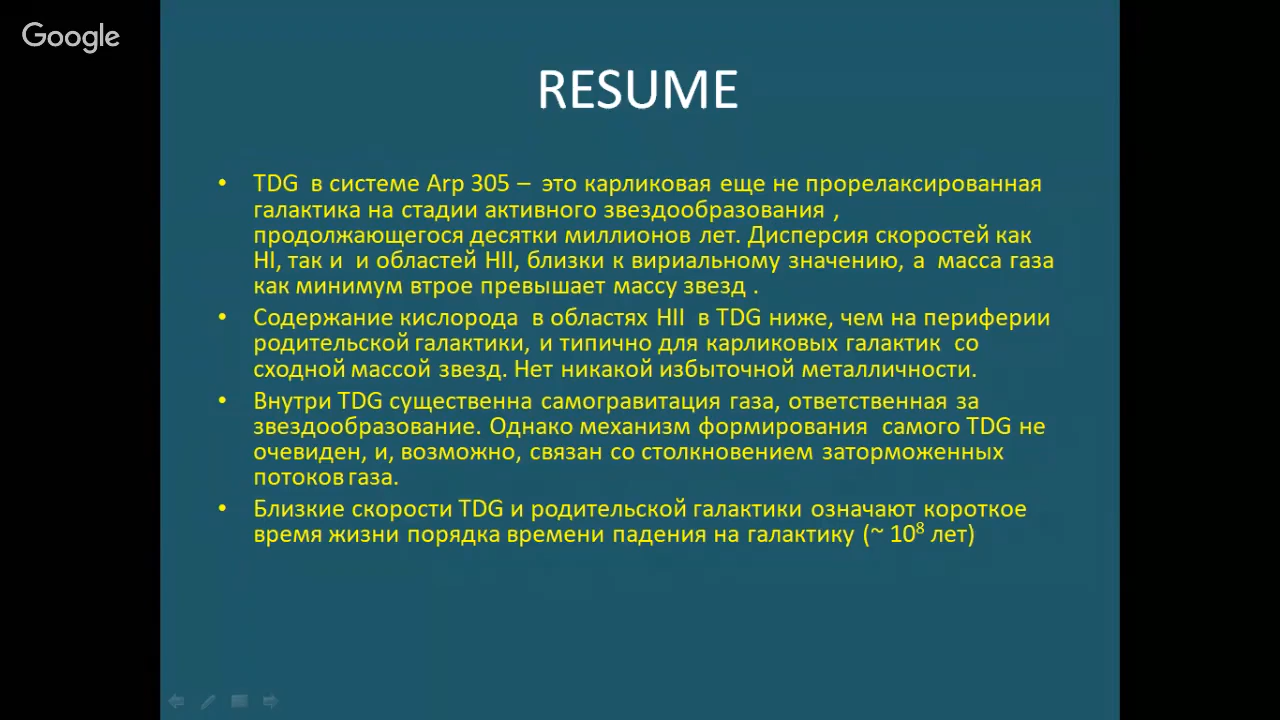 Google
RESUME
• TDG в системе Arp 305 – это карликовая еще не прорелаксированная
галактика на стадии активного звездообразования ,
продолжающегося десятки миллионов лет. Дисперсия скоростей как
HI, так и и областей HII, близки к вириальному значению, а масса газа
как минимум втрое превышает массу звезд .
• Содержание кислорода в областях HII в TDG ниже, чем на периферии
родительской галактики, и типично для карликовых галактик со
сходной массой звезд. Нет никакой избыточной металличности.
• Внутри TDG существенна самогравитация газа, ответственная за
звездообразование. Однако механизм формирования самого TDG не
очевиден, и, возможно, связан со столкновением заторможенных
потоков газа.
• Близкие скорости TDG и родительской галактики означают короткое
время жизни порядка времени падения на галактику (~ 10⁸ лет)